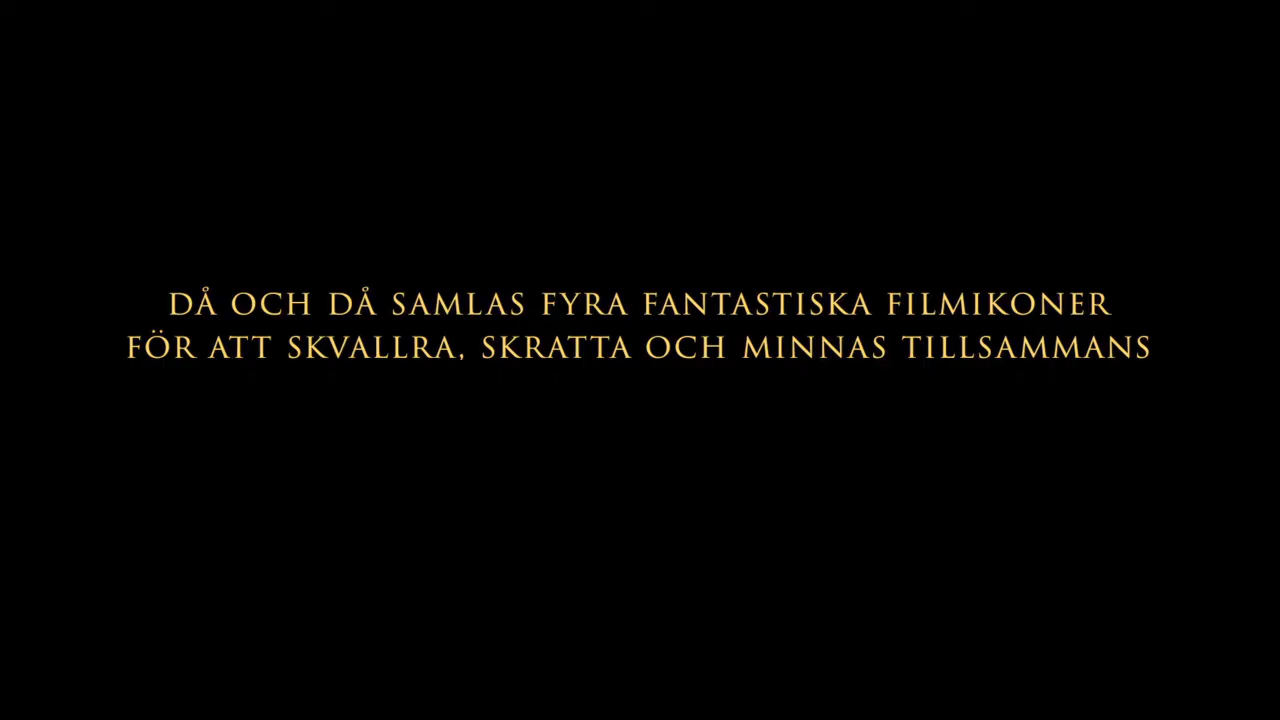 DÅ OCH DÅ SAMLAS FYRA FANTASTISKA FILMIKONER
FÖR ATT SKVALLRA, SKRATTA OCH MINNAS TILLSAMMANS